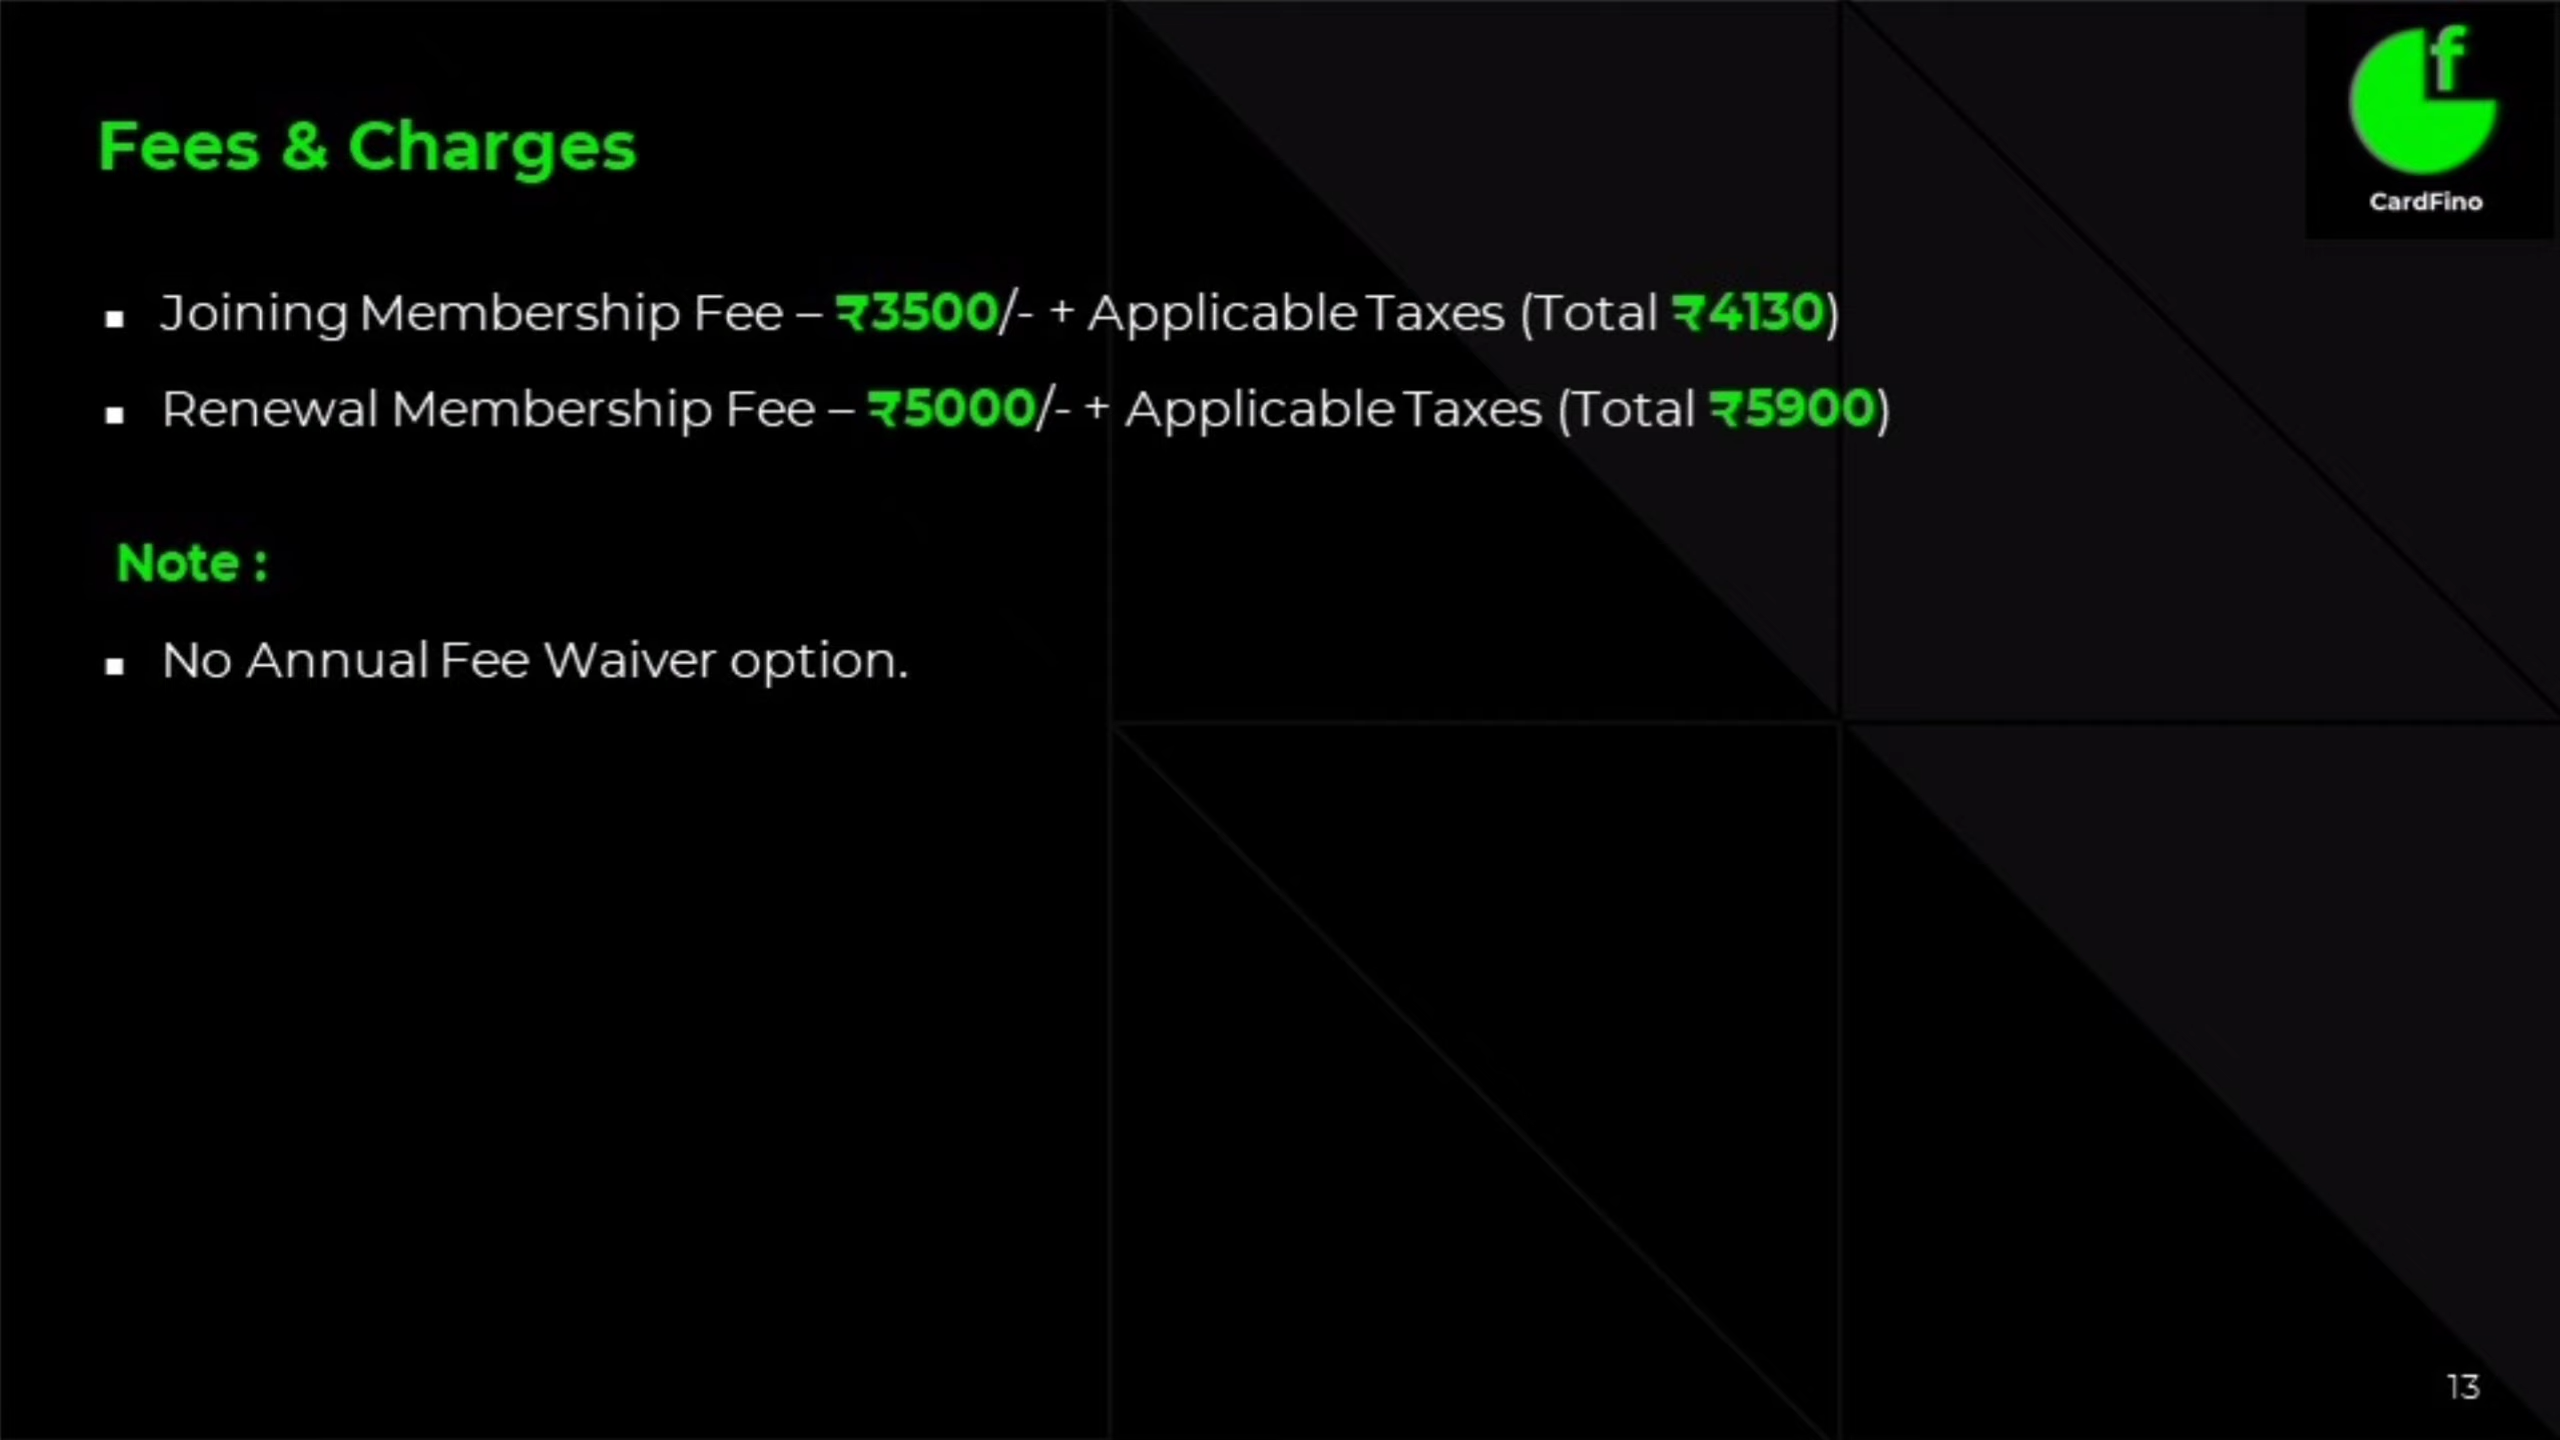 f
CardFino
Fees & Charges
▪ Joining Membership Fee – ₹3500/- + Applicable Taxes (Total ₹4130)
▪ Renewal Membership Fee – ₹5000/- + Applicable Taxes (Total ₹5900)
Note :
▪ No Annual Fee Waiver option.
13